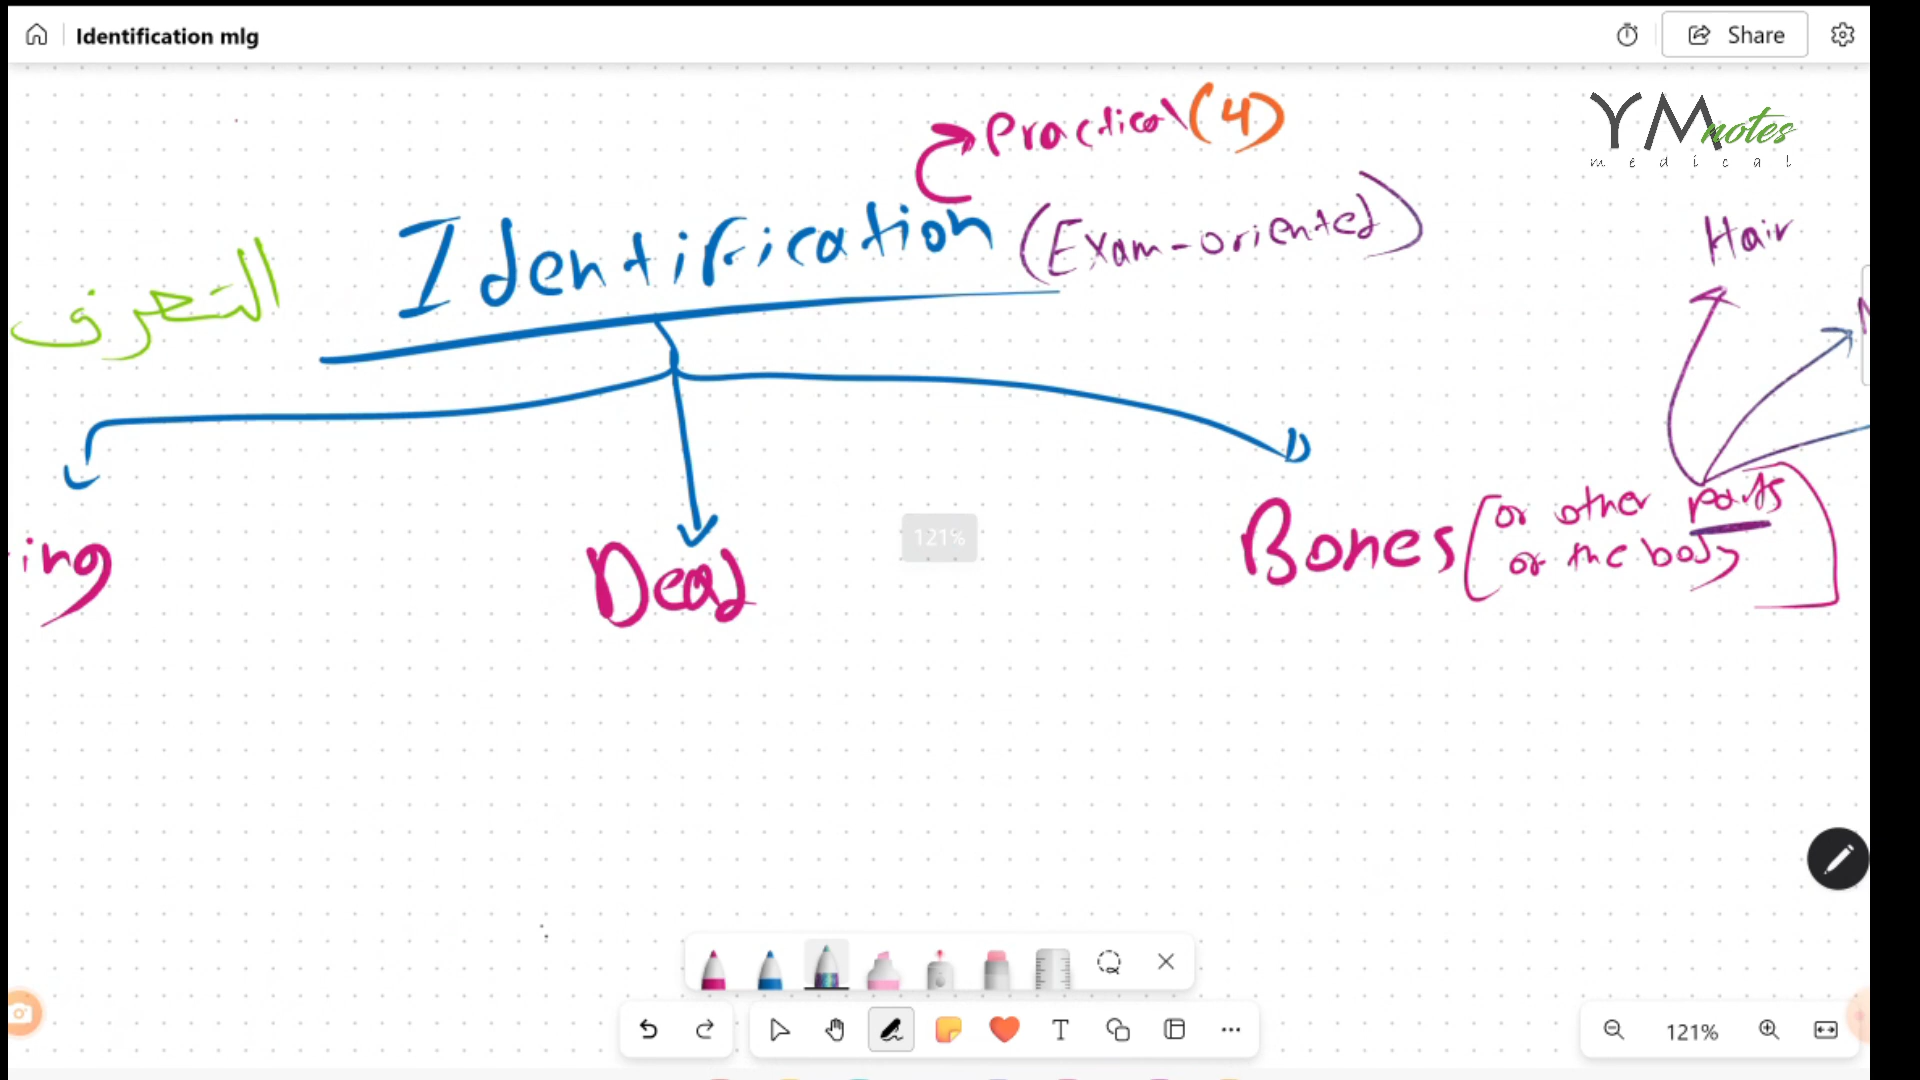 Identification mlg
Share
YM notes
medical
Practical (4)
Identification (Exam-oriented)
التعرف
Hair
ing
Dead
Bones (or other parts
or the body)
121%
121%